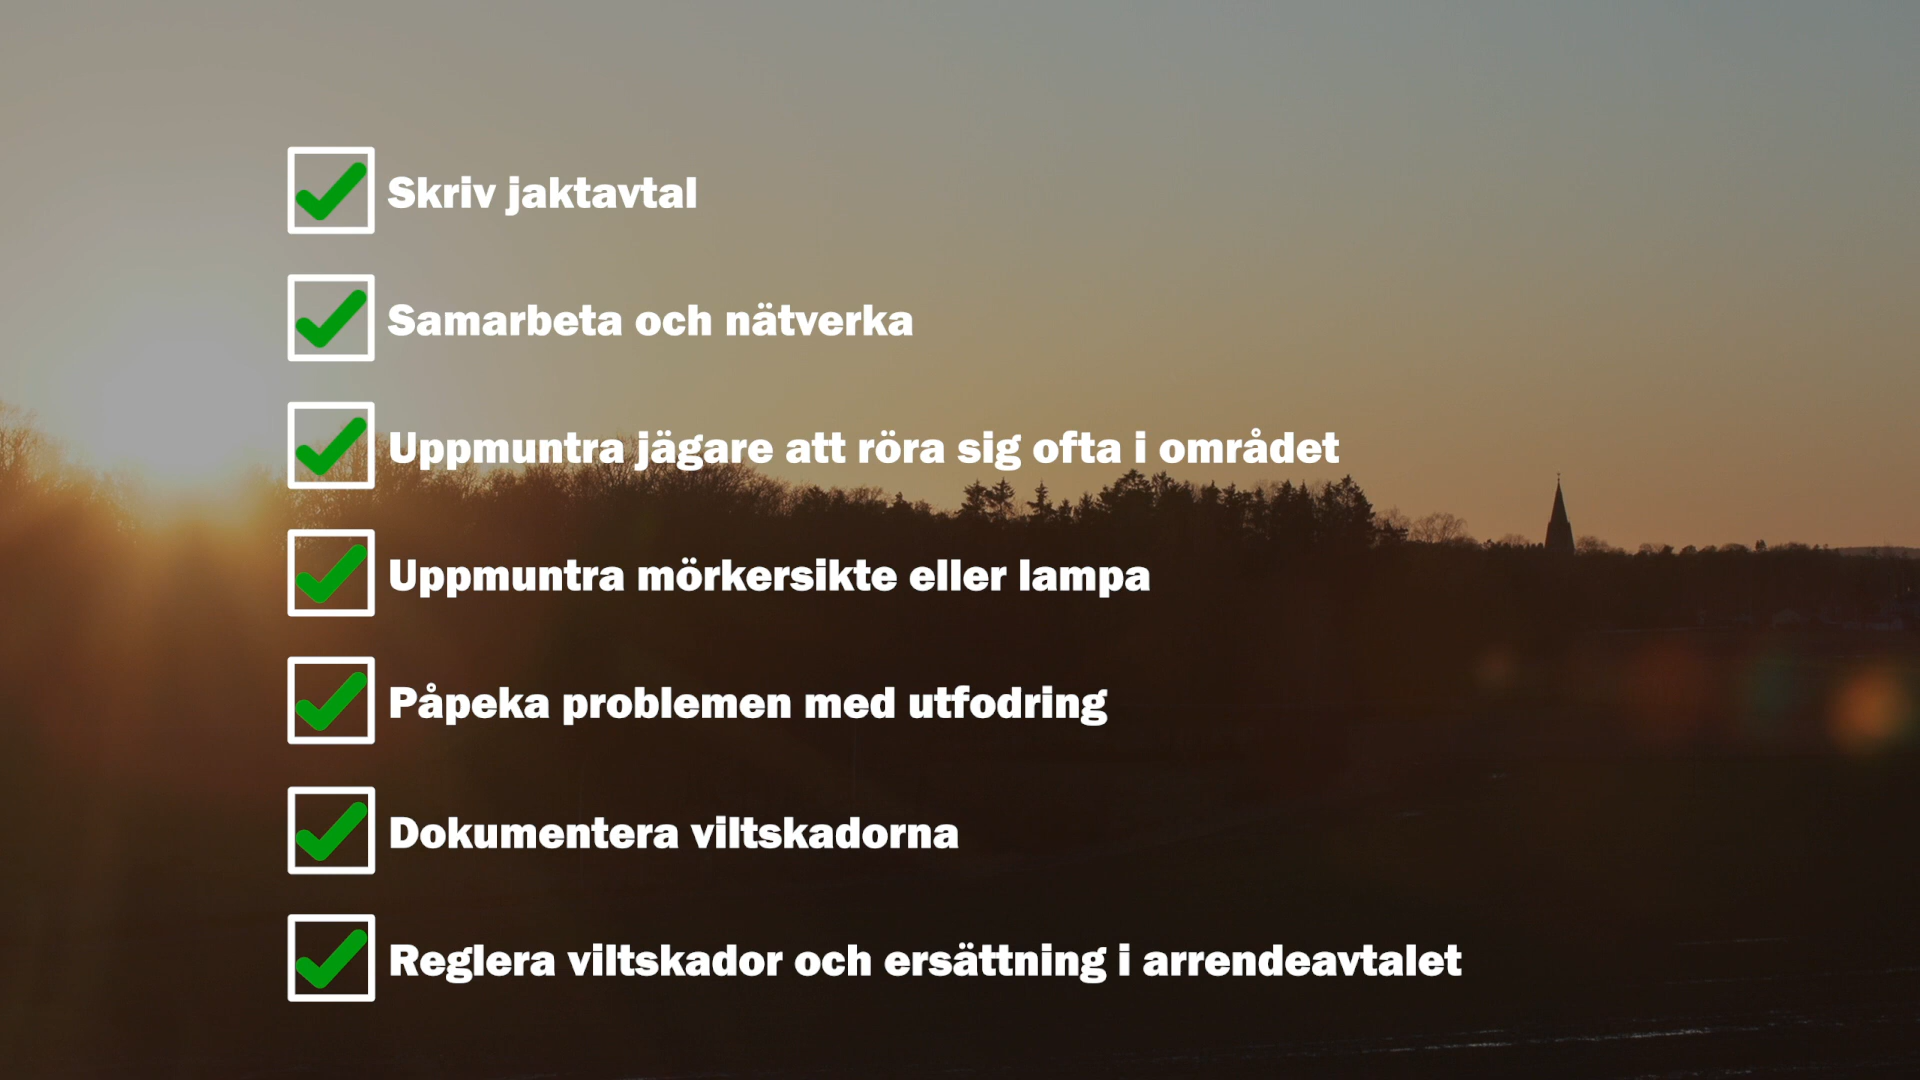 Skriv jaktavtal
Samarbeta och nätverka
Uppmuntra jägare att röra sig ofta i området
Uppmuntra mörkersikte eller lampa
Påpeka problemen med utfodring
Dokumentera viltskadorna
Reglera viltskador och ersättning i arrendeavtalet